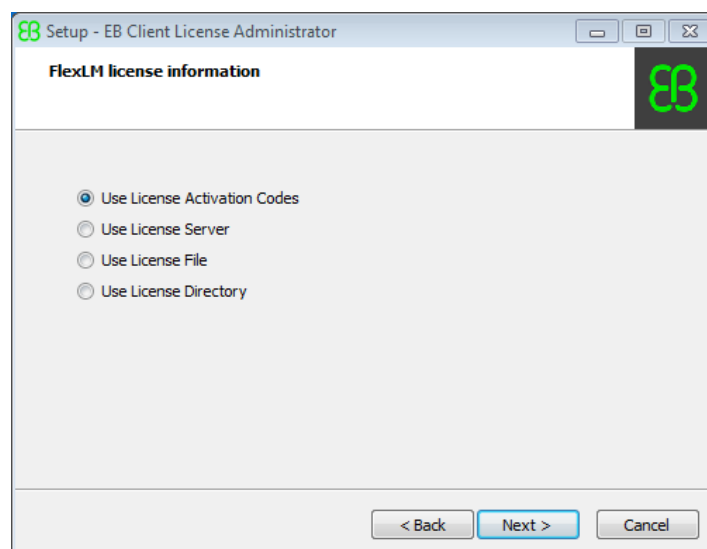 EB Setup - EB Client License Administrator
FlexLM license information
EB
Use License Activation Codes
Use License Server
Use License File
Use License Directory
< Back Next > Cancel